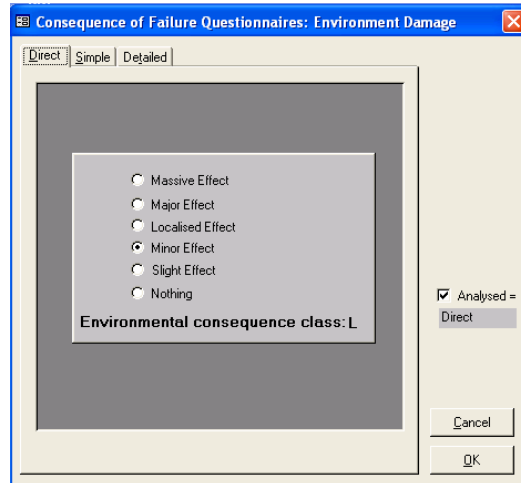 Consequence of Failure Questionnaires: Environment Damage
Direct Simple Detailed
Massive Effect
Major Effect
Localised Effect
Minor Effect
Slight Effect
Nothing
Environmental consequence class: L
Analysed =
Direct
Cancel
OK